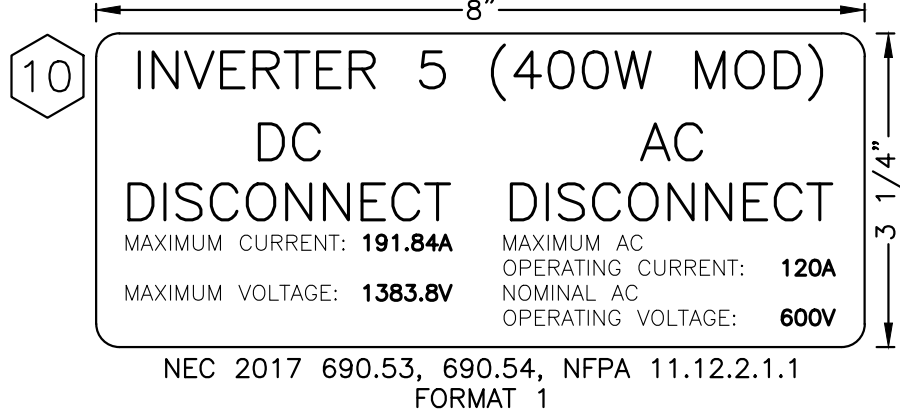 8"
10
INVERTER 5 (400W MOD)
DC
DISCONNECT
MAXIMUM CURRENT: 191.84A
MAXIMUM VOLTAGE: 1383.8V
AC
DISCONNECT
MAXIMUM AC
OPERATING CURRENT: 120A
NOMINAL AC
OPERATING VOLTAGE: 600V
3 1/4"
NEC 2017 690.53, 690.54, NFPA 11.12.2.1.1
FORMAT 1